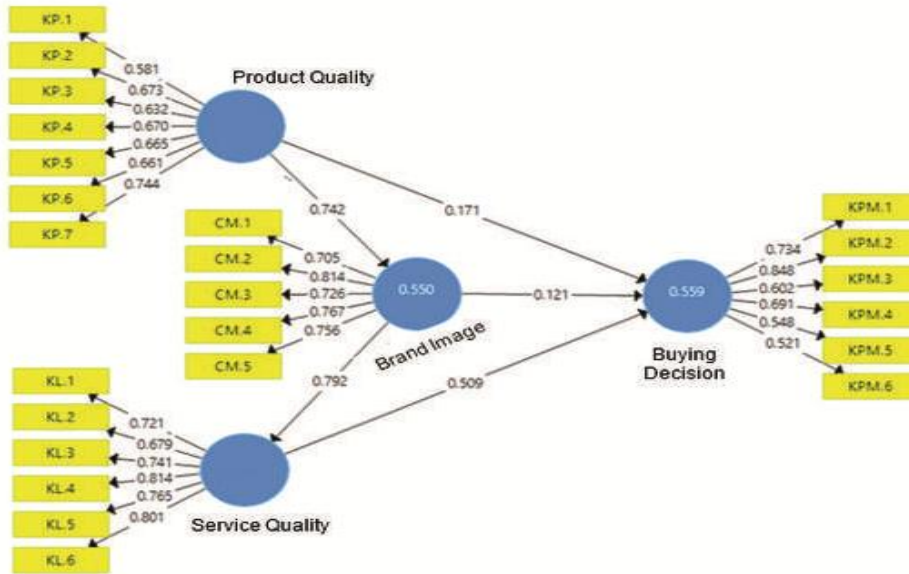 KP.1
KP.2
KP.3
KP.4
KP.5
KP.6
KP.7
0.581
0.673
0.632
0.670
0.665
0.661
0.744
Product Quality
0.742
0.171
CM.1
CM.2
CM.3
CM.4
CM.5
0.705
0.814
0.726
0.767
0.756
0.550
Brand Image
0.121
0.792
0.509
KL.1
KL.2
KL.3
KL.4
KL.5
KL.6
0.721
0.679
0.741
0.814
0.765
0.801
Service Quality
0.559
Buying
Decision
0.734
0.848
0.602
0.691
0.548
0.521
KPM.1
KPM.2
KPM.3
KPM.4
KPM.5
KPM.6